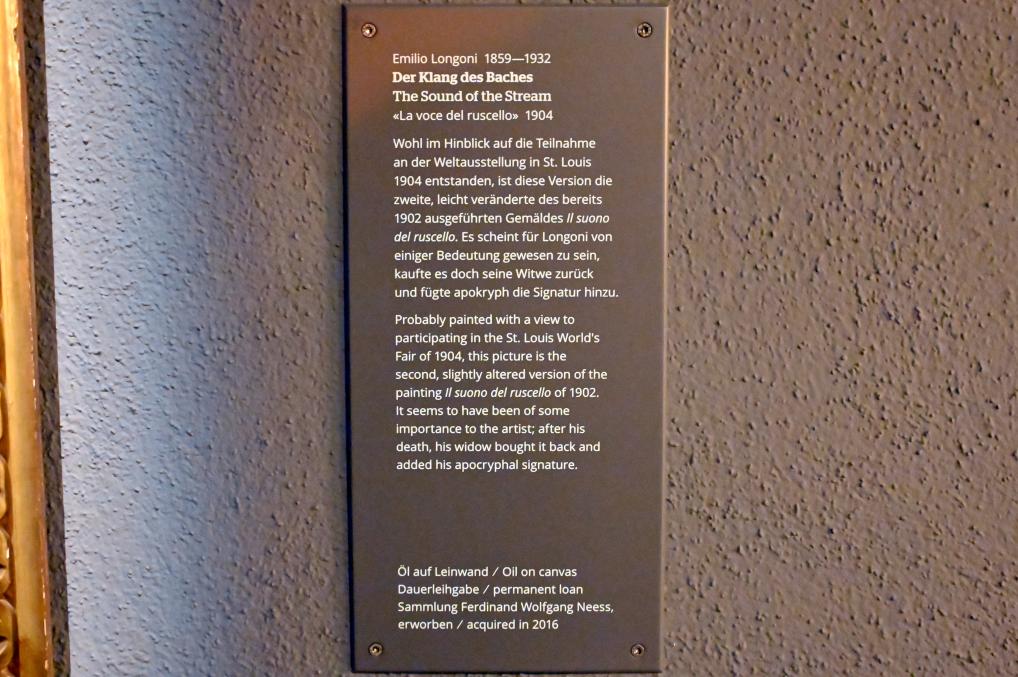 Emilio Longoni 1859—1932
Der Klang des Baches
The Sound of the Stream
«La voce del ruscello» 1904
Wohl im Hinblick auf die Teilnahme
an der Weltausstellung in St. Louis
1904 entstanden, ist diese Version die
zweite, leicht veränderte des bereits
1902 ausgeführten Gemäldes Il suono
del ruscello. Es scheint für Longoni von
einiger Bedeutung gewesen zu sein,
kaufte es doch seine Witwe zurück
und fügte apokryph die Signatur hinzu.
Probably painted with a view to
participating in the St. Louis World's
Fair of 1904, this picture is the
second, slightly altered version of the
painting Il suono del ruscello of 1902.
It seems to have been of some
importance to the artist; after his
death, his widow bought it back and
added his apocryphal signature.
Öl auf Leinwand / Oil on canvas
Dauerleihgabe / permanent loan
Sammlung Ferdinand Wolfgang Neess,
erworben / acquired in 2016